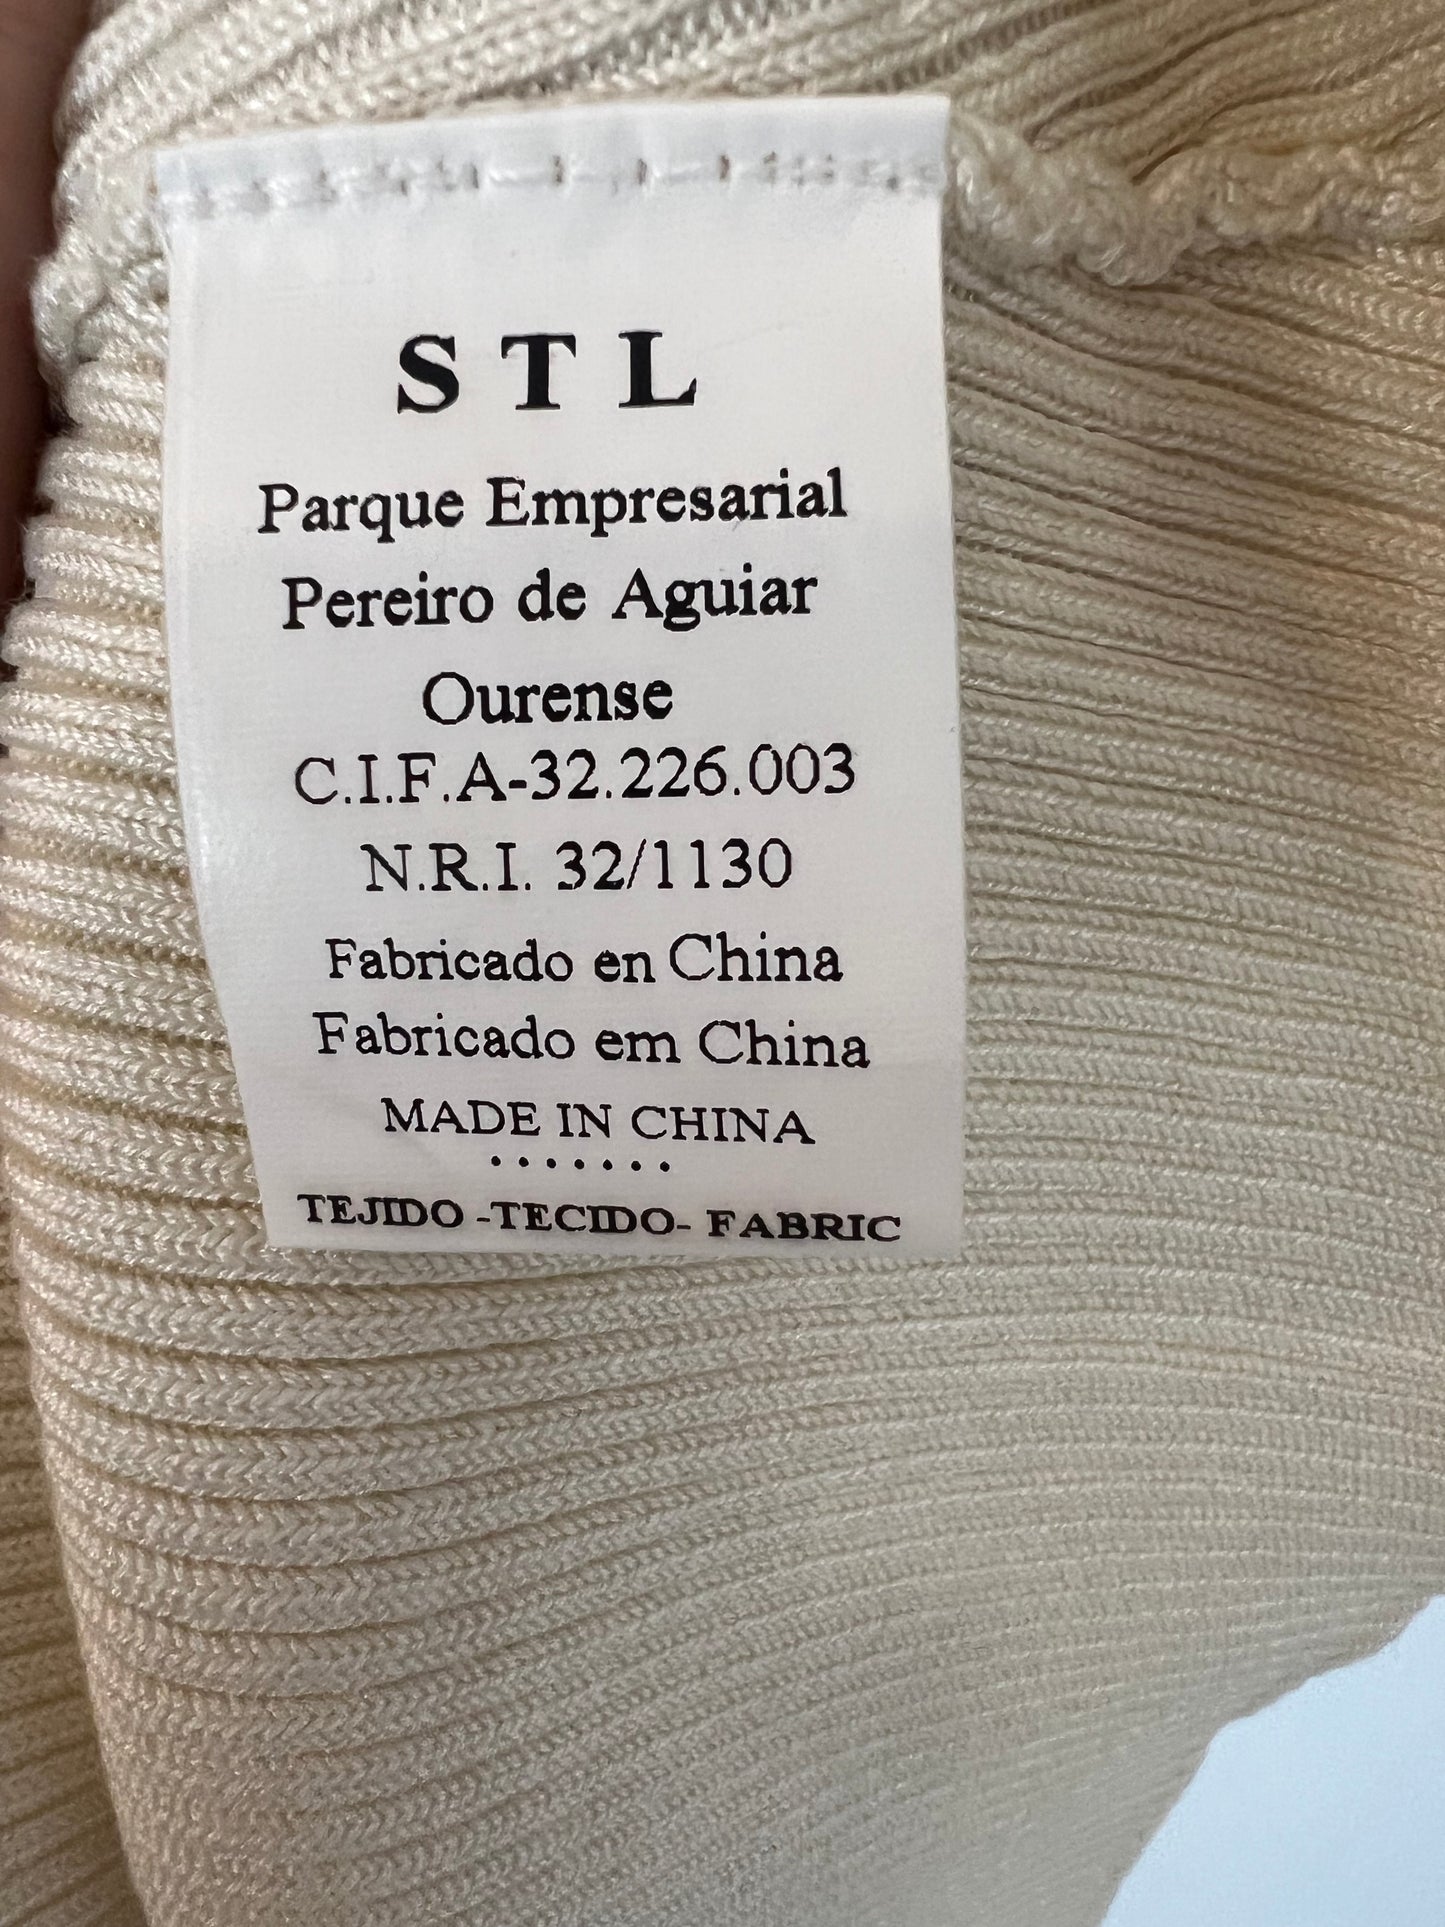 S T L
Parque Empresarial
Pereiro de Aguiar
Ourense
C.I.F.A-32.226.003
N.R.I. 32/1130
Fabricado en China
Fabricado em China
MADE IN CHINA
.......
TEJIDO -TECIDO- FABRIC